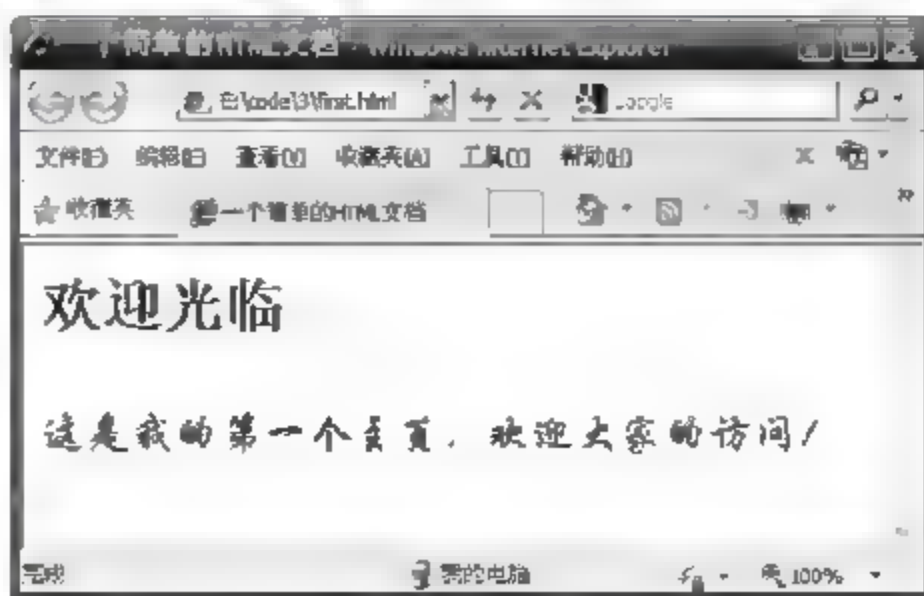 一个简单的HTML文档 - Windows Internet Explorer
E:\code\3\first.html Google
文件(F) 编辑(E) 查看(V) 收藏夹(A) 工具(T) 帮助(H)
收藏夹 一个简单的HTML文档
欢迎光临
这是我的第一个主页，欢迎大家的访问!
完成 我的电脑 100%